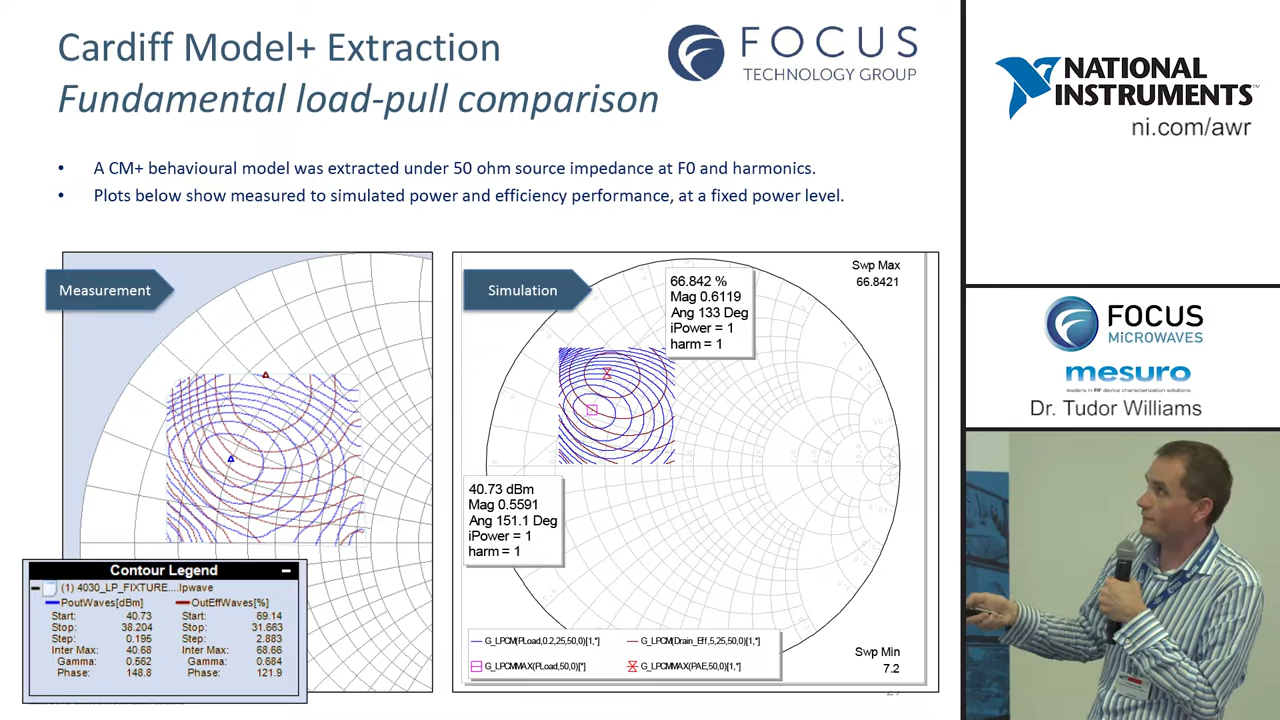 Cardiff Model+ Extraction
Fundamental load-pull comparison
FOCUS
TECHNOLOGY GROUP
NATIONAL
INSTRUMENTS™
ni.com/awr
• A CM+ behavioural model was extracted under 50 ohm source impedance at F0 and harmonics.
• Plots below show measured to simulated power and efficiency performance, at a fixed power level.
Measurement
Simulation
66.842 %
Mag 0.6119
Ang 133 Deg
iPower = 1
harm = 1
Swp Max
66.8421
40.73 dBm
Mag 0.5591
Ang 151.1 Deg
iPower = 1
harm = 1
Contour Legend
(1) 4030_LP_FIXTURE....lpwave
PoutWaves[dBm] OutEffWaves[%]
Start: 40.73 Start: 69.14
Stop: 38.204 Stop: 31.663
Step: 0.195 Step: 2.883
Inter Max: 40.68 Inter Max: 68.66
Gamma: 0.562 Gamma: 0.684
Phase: 148.8 Phase: 121.9
G_LPCM(PLoad,0.2,25,50,0)[1,*] G_LPCM(Drain_Eff,5,25,50,0)[1,*]
G_LPCMMAX(PLoad,50,0)[*] G_LPCMMAX(PAE,50,0)[1,*]
Swp Min
7.2
FOCUS
MiCROWAVES
mesuro
leaders in RF device characterization solutions
Dr. Tudor Williams